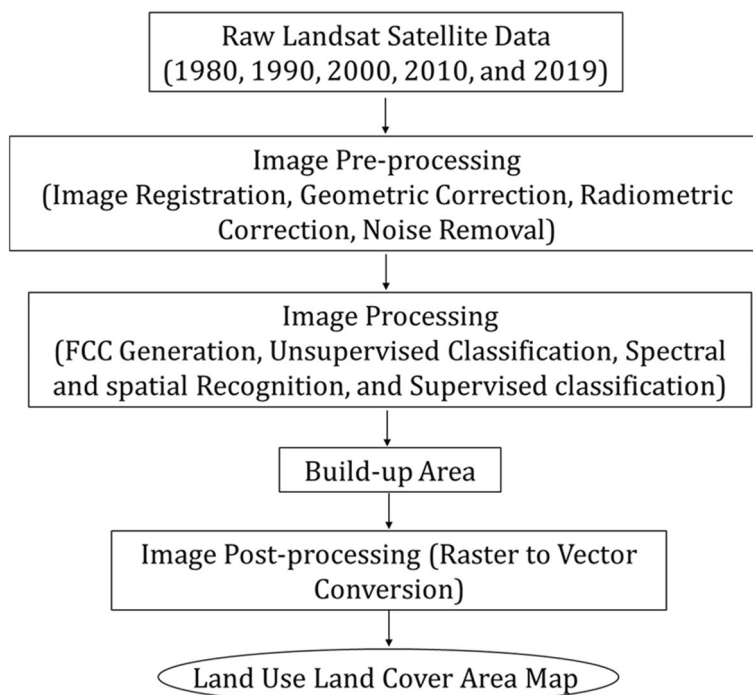 Raw Landsat Satellite Data
(1980, 1990, 2000, 2010, and 2019)
Image Pre-processing
(Image Registration, Geometric Correction, Radiometric
Correction, Noise Removal)
Image Processing
(FCC Generation, Unsupervised Classification, Spectral
and spatial Recognition, and Supervised classification)
Build-up Area
Image Post-processing (Raster to Vector
Conversion)
Land Use Land Cover Area Map